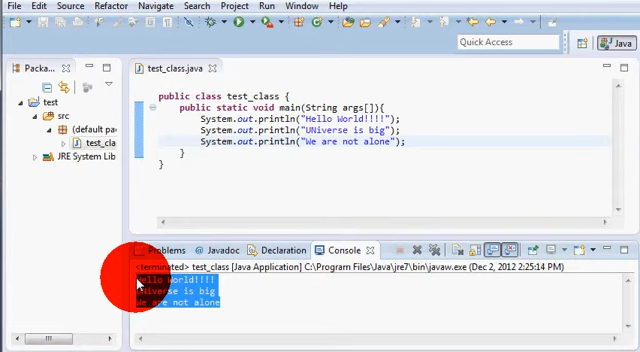 File Edit Source Refactor Navigate Search Project Run Window Help
Quick Access
Java
Packa
test_class.java
test
src
(default pa
test_cla
JRE System Lib
public class test_class {
public static void main(String args[]){
System.out.println("Hello World!!!!");
System.out.println("UNiverse is big");
System.out.println("We are not alone");
}
}
Problems Javadoc Declaration Console
<terminated> test_class [Java Application] C:\Program Files\Java\jre7\bin\javaw.exe (Dec 2, 2012 2:25:14 PM)
Hello World!!!!
UNiverse is big
We are not alone